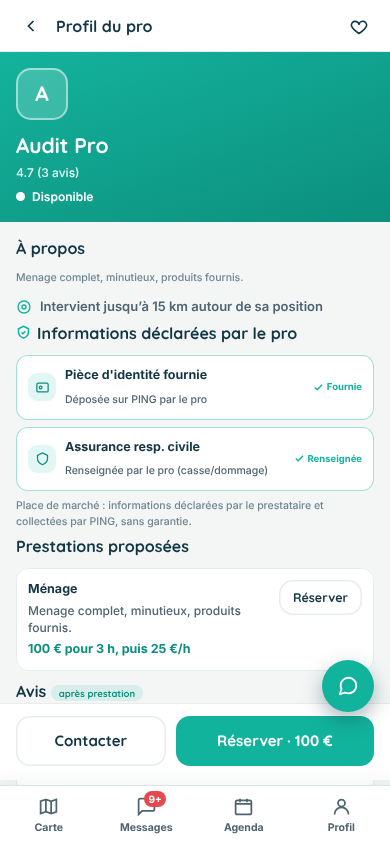 Profil du pro
A
Audit Pro
4.7 (3 avis)
Disponible
À propos
Menage complet, minutieux, produits fournis.
Intervient jusqu'à 15 km autour de sa position
Informations déclarées par le pro
Pièce d'identité fournie
Déposée sur PING par le pro
Fournie
Assurance resp. civile
Renseignée par le pro (casse/dommage)
Renseignée
Place de marché : informations déclarées par le prestataire et
collectées par PING, sans garantie.
Prestations proposées
Ménage
Menage complet, minutieux, produits
fournis.
100 € pour 3 h, puis 25 €/h
Réserver
Avis après prestation
Contacter
Réserver · 100 €
9+
Carte
Messages
Agenda
Profil